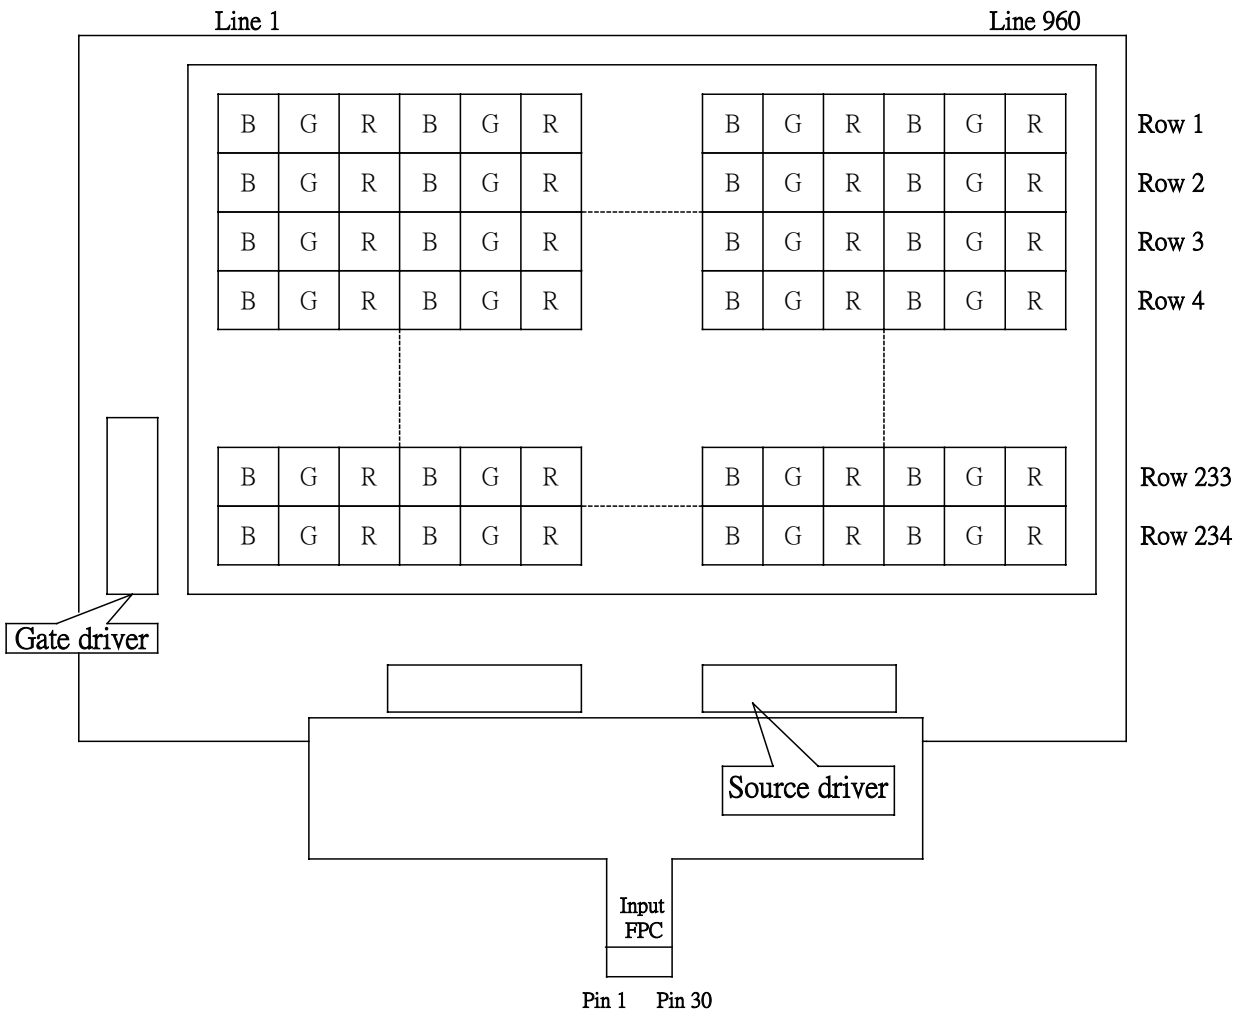 Line 1 Line 960
B G R B G R B G R B G R Row 1
B G R B G R B G R B G R Row 2
B G R B G R B G R B G R Row 3
B G R B G R B G R B G R Row 4
B G R B G R B G R B G R Row 233
B G R B G R B G R B G R Row 234
Gate driver
Source driver
Input
FPC
Pin 1 Pin 30